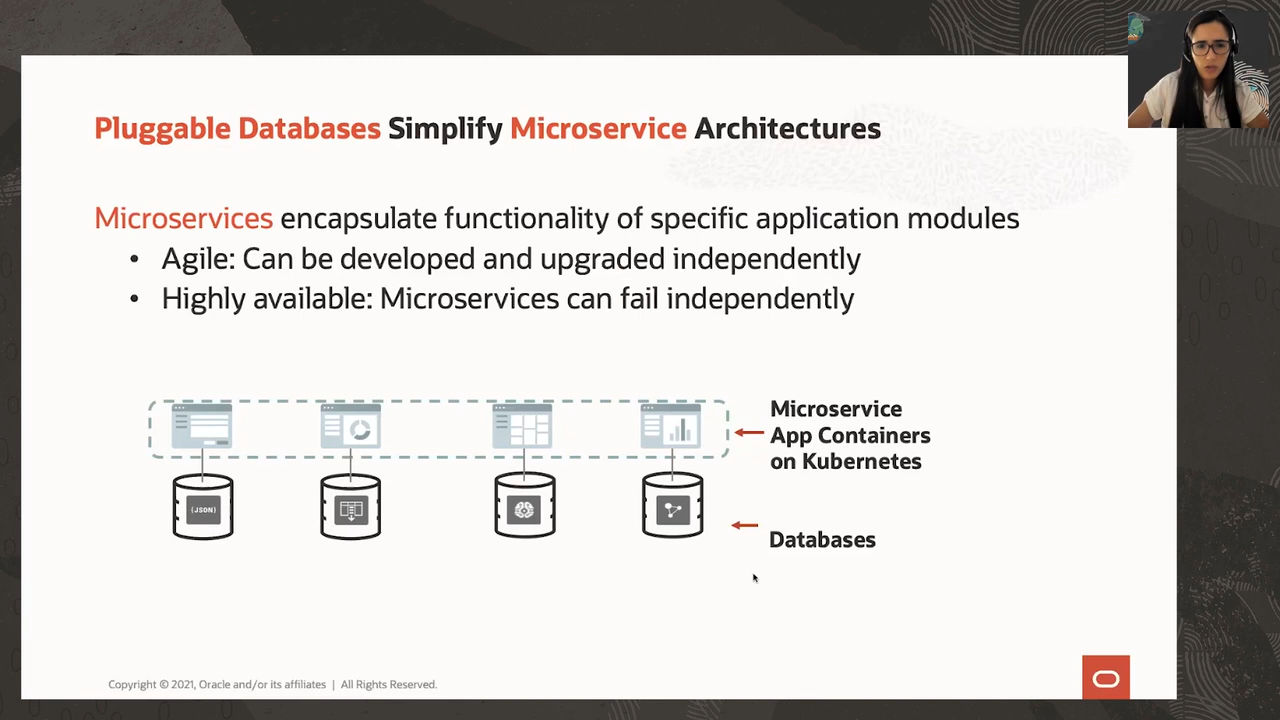 Pluggable Databases Simplify Microservice Architectures
Microservices encapsulate functionality of specific application modules
• Agile: Can be developed and upgraded independently
• Highly available: Microservices can fail independently
Microservice
App Containers
on Kubernetes
{JSON}
Databases
Copyright © 2021, Oracle and/or its affiliates | All Rights Reserved.